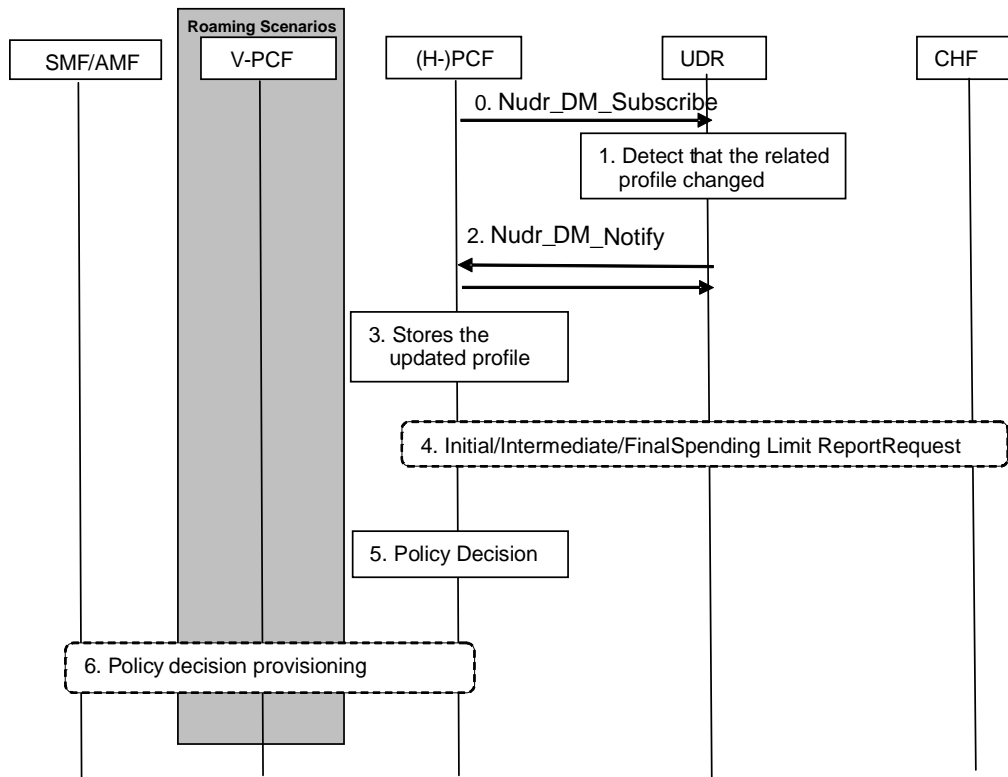 Roaming Scenarios
SMF/AMF
V-PCF
(H-)PCF
UDR
CHF
0. Nudr_DM_Subscribe
1. Detect that the related
profile changed
2. Nudr_DM_Notify
3. Stores the
updated profile
4. Initial/Intermediate/FinalSpending Limit ReportRequest
5. Policy Decision
6. Policy decision provisioning